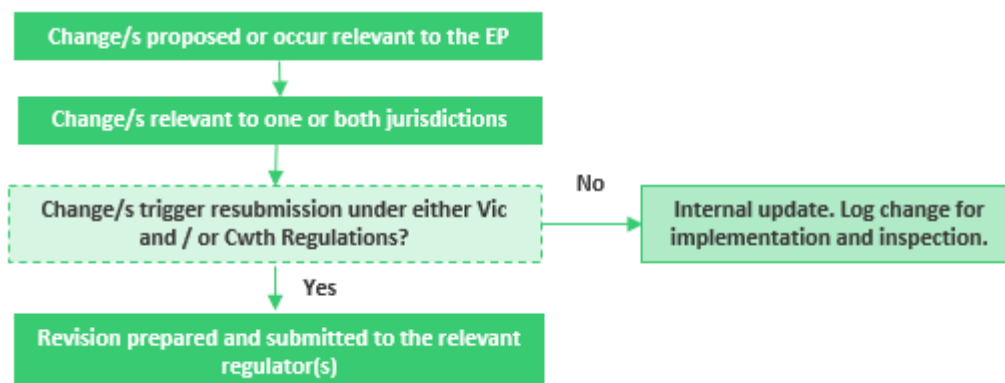 Change/s proposed or occur relevant to the EP
Change/s relevant to one or both jurisdictions
Change/s trigger resubmission under either Vic
and / or Cwth Regulations?
No
Internal update. Log change for
implementation and inspection.
Yes
Revision prepared and submitted to the relevant
regulator(s)